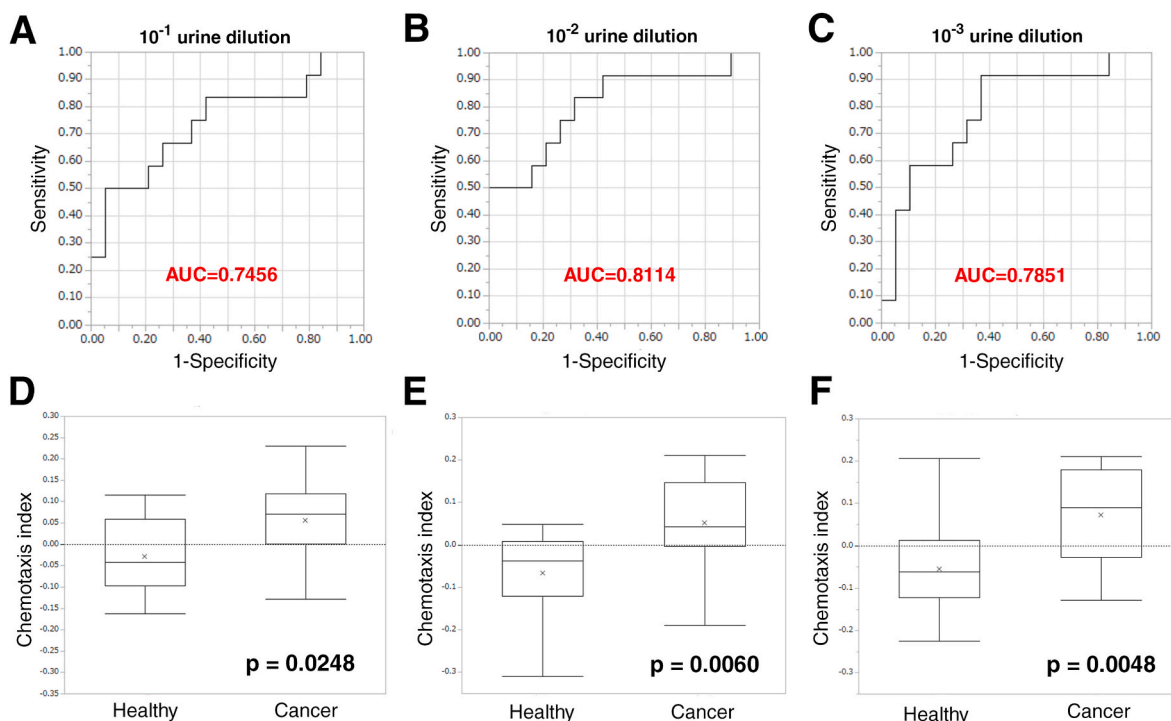 A
10⁻¹ urine dilution
1.00
0.90
0.80
0.70
0.60
0.50
0.40
0.30
0.20
0.10
0.00
Sensitivity
AUC=0.7456
0.00 0.20 0.40 0.60 0.80 1.00
1-Specificity
B
10⁻² urine dilution
1.00
0.90
0.80
0.70
0.60
0.50
0.40
0.30
0.20
0.10
0.00
Sensitivity
AUC=0.8114
0.00 0.20 0.40 0.60 0.80 1.00
1-Specificity
C
10⁻³ urine dilution
1.00
0.90
0.80
0.70
0.60
0.50
0.40
0.30
0.20
0.10
0.00
Sensitivity
AUC=0.7851
0.00 0.20 0.40 0.60 0.80 1.00
1-Specificity
D
0.30
0.25
0.20
0.15
0.10
0.05
0.00
-0.05
-0.10
-0.15
-0.20
-0.25
-0.30
-0.35
Chemotaxis index
p = 0.0248
Healthy Cancer
E
0.3
0.2
0.1
0.0
-0.1
-0.2
-0.3
Chemotaxis index
p = 0.0060
Healthy Cancer
F
0.3
0.2
0.1
0.0
-0.1
-0.2
-0.3
Chemotaxis index
p = 0.0048
Healthy Cancer